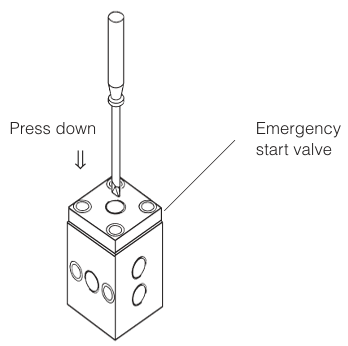 Press down
Emergency
start valve